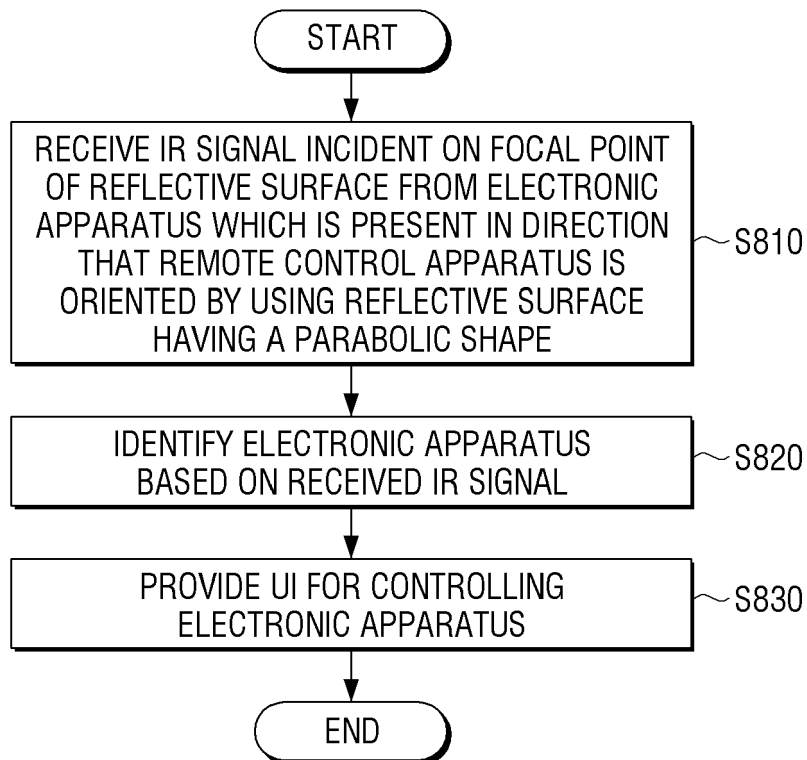 START
RECEIVE IR SIGNAL INCIDENT ON FOCAL POINT
OF REFLECTIVE SURFACE FROM ELECTRONIC
APPARATUS WHICH IS PRESENT IN DIRECTION
THAT REMOTE CONTROL APPARATUS IS
ORIENTED BY USING REFLECTIVE SURFACE
HAVING A PARABOLIC SHAPE
S810
IDENTIFY ELECTRONIC APPARATUS
BASED ON RECEIVED IR SIGNAL
S820
PROVIDE UI FOR CONTROLLING
ELECTRONIC APPARATUS
S830
END